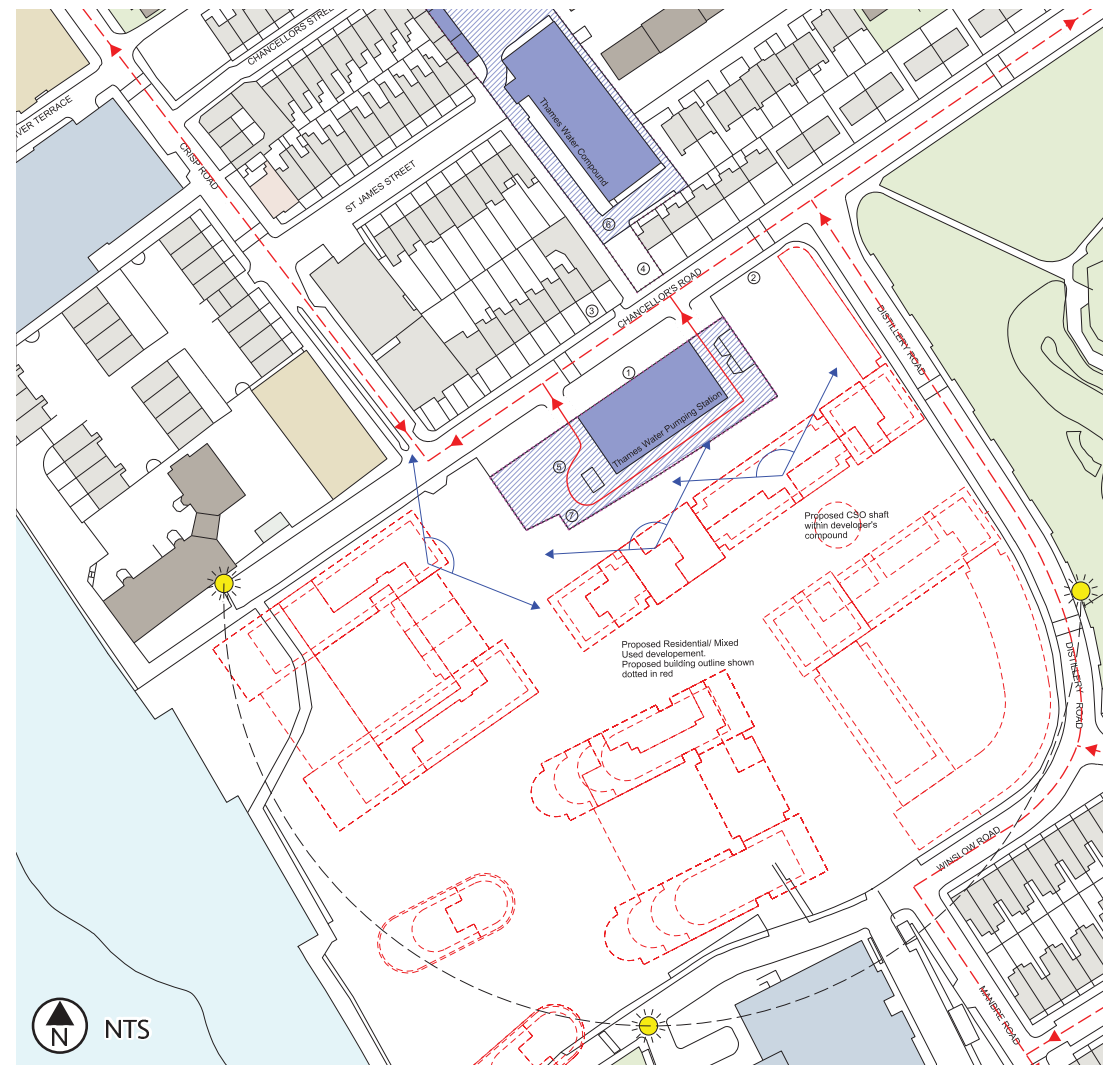 CHANCELLORS STREET
VER TERRACE
CRISP ROAD
ST JAMES STREET
Thames Water Compound
6
4
2
3
CHANCELLOR'S ROAD
1
DISTILLERY ROAD
Thames Water Pumping Station
5
7
Proposed CSO shaft
within developer's
compound
Proposed Residential/ Mixed
Used developement.
Proposed building outline shown
dotted in red
DISTILLERY ROAD
WINSLOW ROAD
MANBRE ROAD
N
NTS